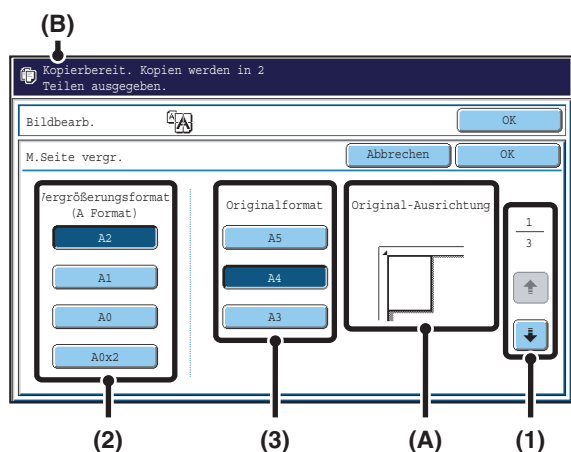 (B)
Kopierbereit. Kopien werden in 2
Teilen ausgegeben.
Bildbearb.
OK
M.Seite vergr.
Abbrechen
OK
Vergrößerungsformat
(A Format)
A2
A1
A0
A0x2
Originalformat
A5
A4
A3
Original-Ausrichtung
1
3
(2)
(3)
(A)
(1)